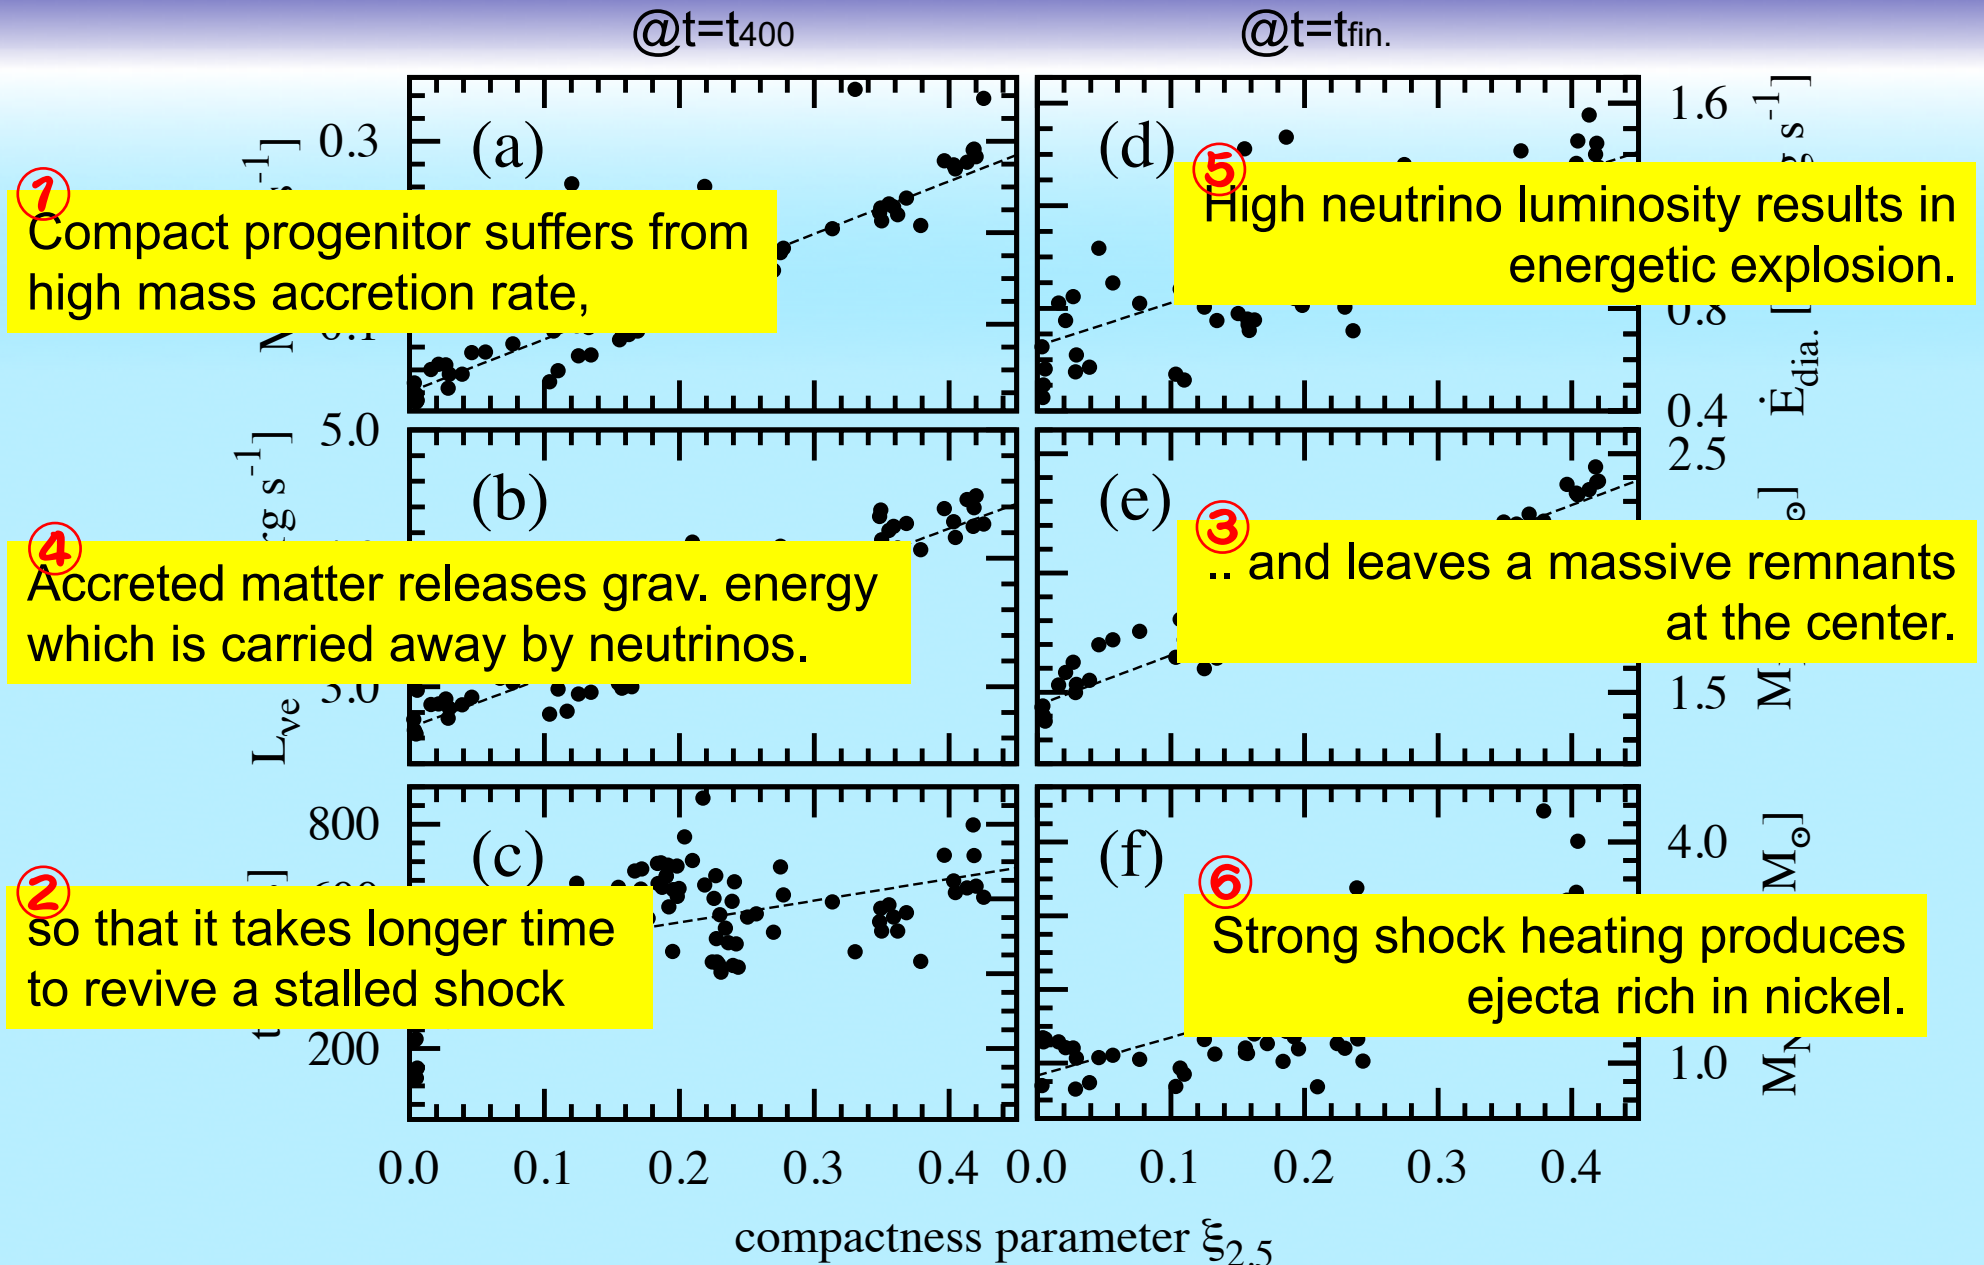 @t=t400
@t=tfin.
(a)
0.3
①
Compact progenitor suffers from
high mass accretion rate,
(d)
1.6
0.8
0.4
Ė_dia.
⑤
High neutrino luminosity results in
energetic explosion.
(b)
5.0
3.0
L_νe
④
Accreted matter releases grav. energy
which is carried away by neutrinos.
(e)
2.5
1.5
③
.. and leaves a massive remnants
at the center.
(c)
800
200
②
so that it takes longer time
to revive a stalled shock
(f)
4.0
1.0
⑥
Strong shock heating produces
ejecta rich in nickel.
0.0 0.1 0.2 0.3 0.4 0.0 0.1 0.2 0.3 0.4
compactness parameter ξ_2.5